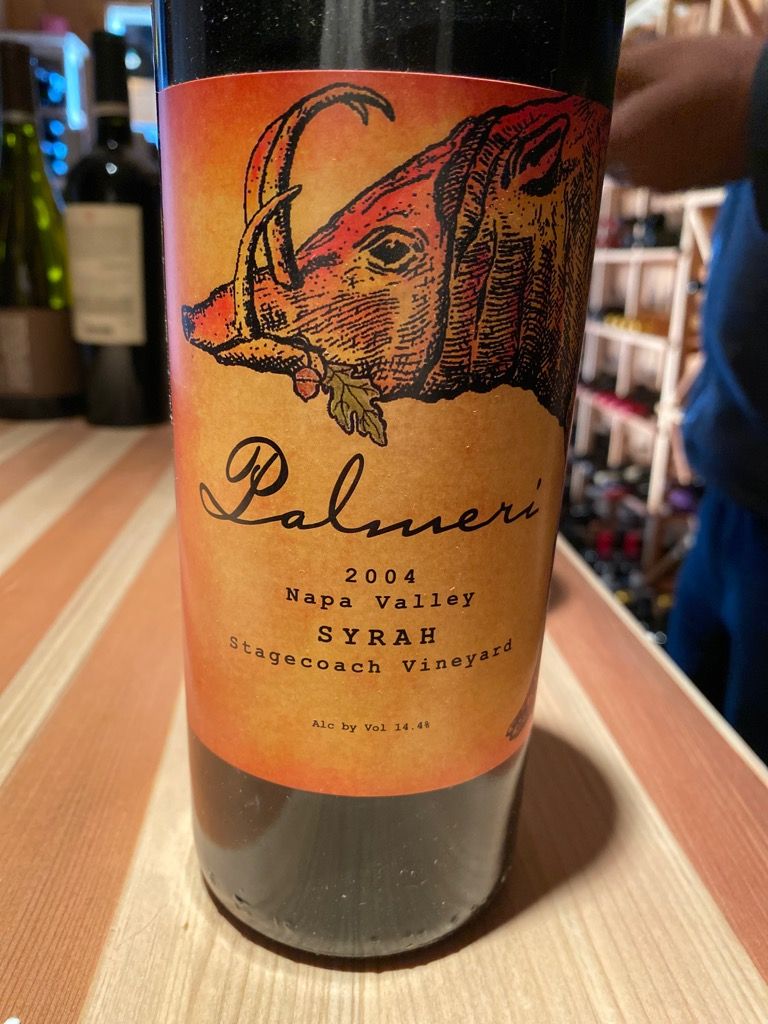 Palmeri
2004
Napa Valley
SYRAH
Stagecoach Vineyard
Alc by Vol 14.4%